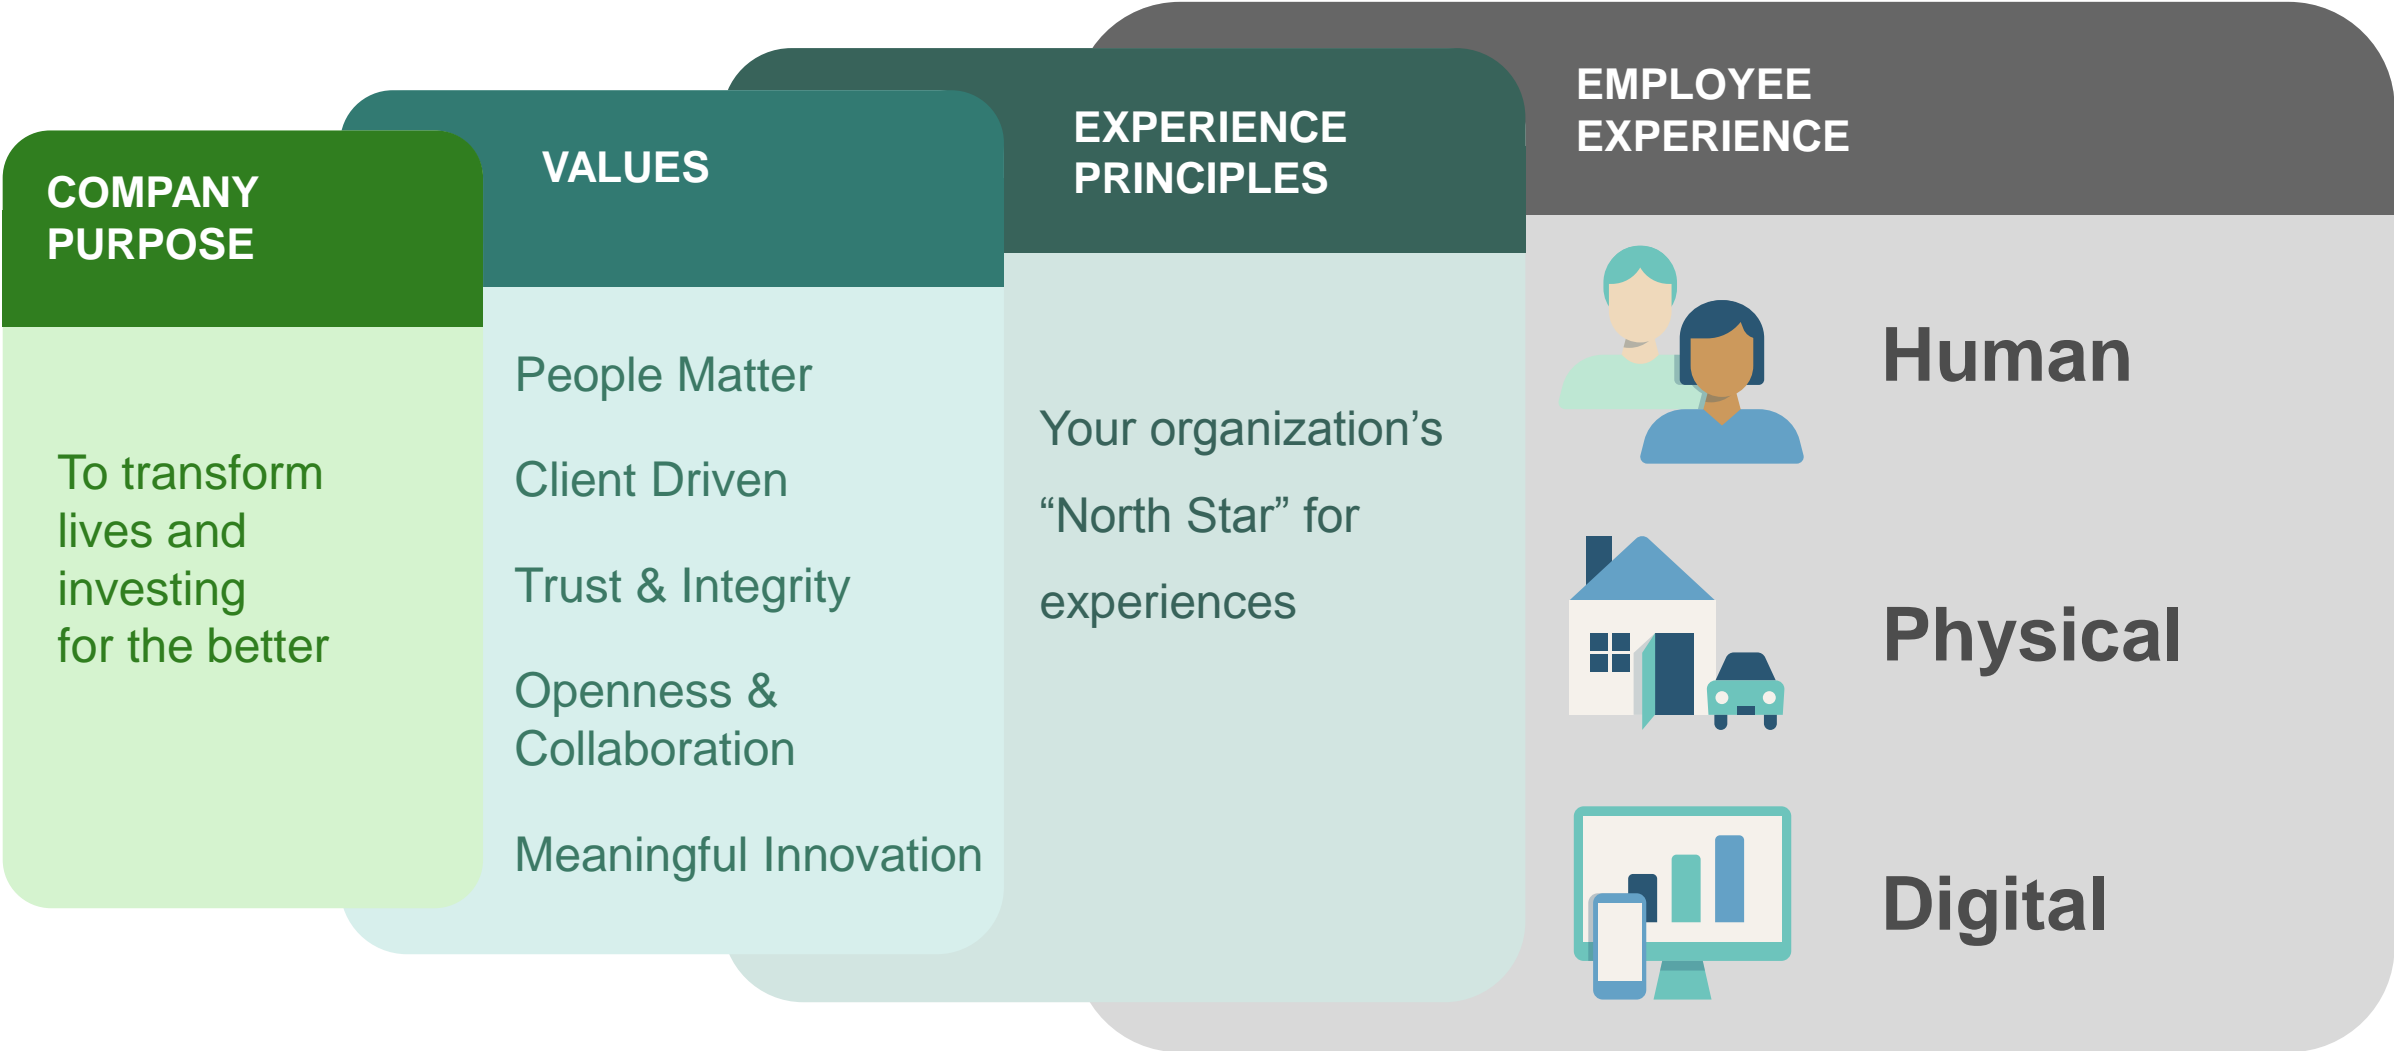 COMPANY
PURPOSE
To transform
lives and
investing
for the better
VALUES
People Matter
Client Driven
Trust & Integrity
Openness &
Collaboration
Meaningful Innovation
EXPERIENCE
PRINCIPLES
Your organization’s
“North Star” for
experiences
EMPLOYEE
EXPERIENCE
Human
Physical
Digital